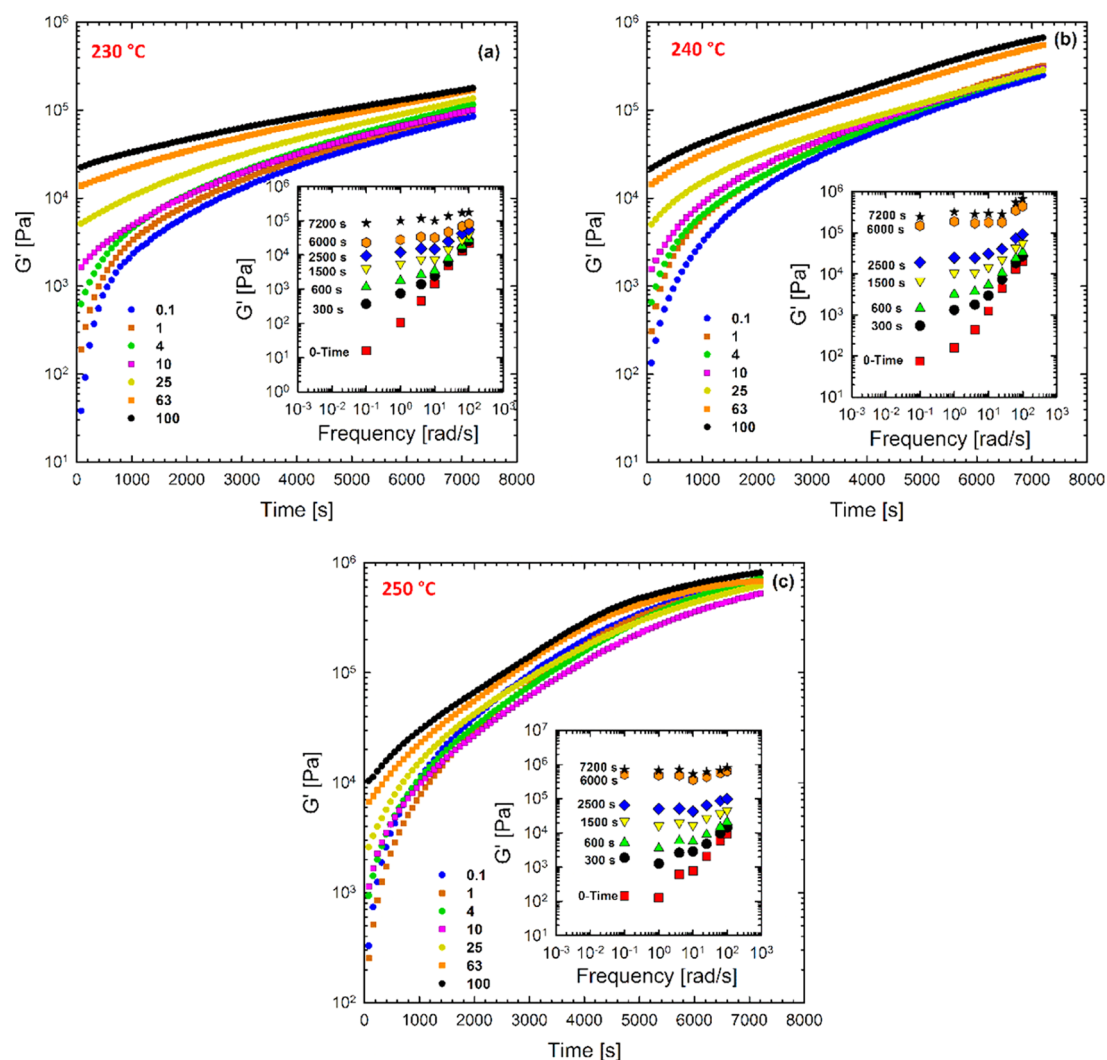 230 °C
(a)
10⁶
10⁵
10⁴
10³
10²
10¹
G' [Pa]
0.1
1
4
10
25
63
100
10⁶
10⁵
10⁴
10³
10²
10¹
10⁰
G' [Pa]
7200 s
6000 s
2500 s
1500 s
600 s
300 s
0-Time
10⁻³ 10⁻² 10⁻¹ 10⁰ 10¹ 10² 10³
Frequency [rad/s]
0 1000 2000 3000 4000 5000 6000 7000 8000
Time [s]
240 °C
(b)
10⁶
10⁵
10⁴
10³
10²
10¹
G' [Pa]
0.1
1
4
10
25
63
100
10⁶
10⁵
10⁴
10³
10²
10¹
G' [Pa]
7200 s
6000 s
2500 s
1500 s
600 s
300 s
0-Time
10⁻³ 10⁻² 10⁻¹ 10⁰ 10¹ 10² 10³
Frequency [rad/s]
0 1000 2000 3000 4000 5000 6000 7000 8000
Time [s]
250 °C
(c)
10⁶
10⁵
10⁴
10³
10²
G' [Pa]
0.1
1
4
10
25
63
100
10⁷
10⁶
10⁵
10⁴
10³
10²
10¹
G' [Pa]
7200 s
6000 s
2500 s
1500 s
600 s
300 s
0-Time
10⁻³ 10⁻² 10⁻¹ 10⁰ 10¹ 10² 10³
Frequency [rad/s]
0 1000 2000 3000 4000 5000 6000 7000 8000
Time [s]